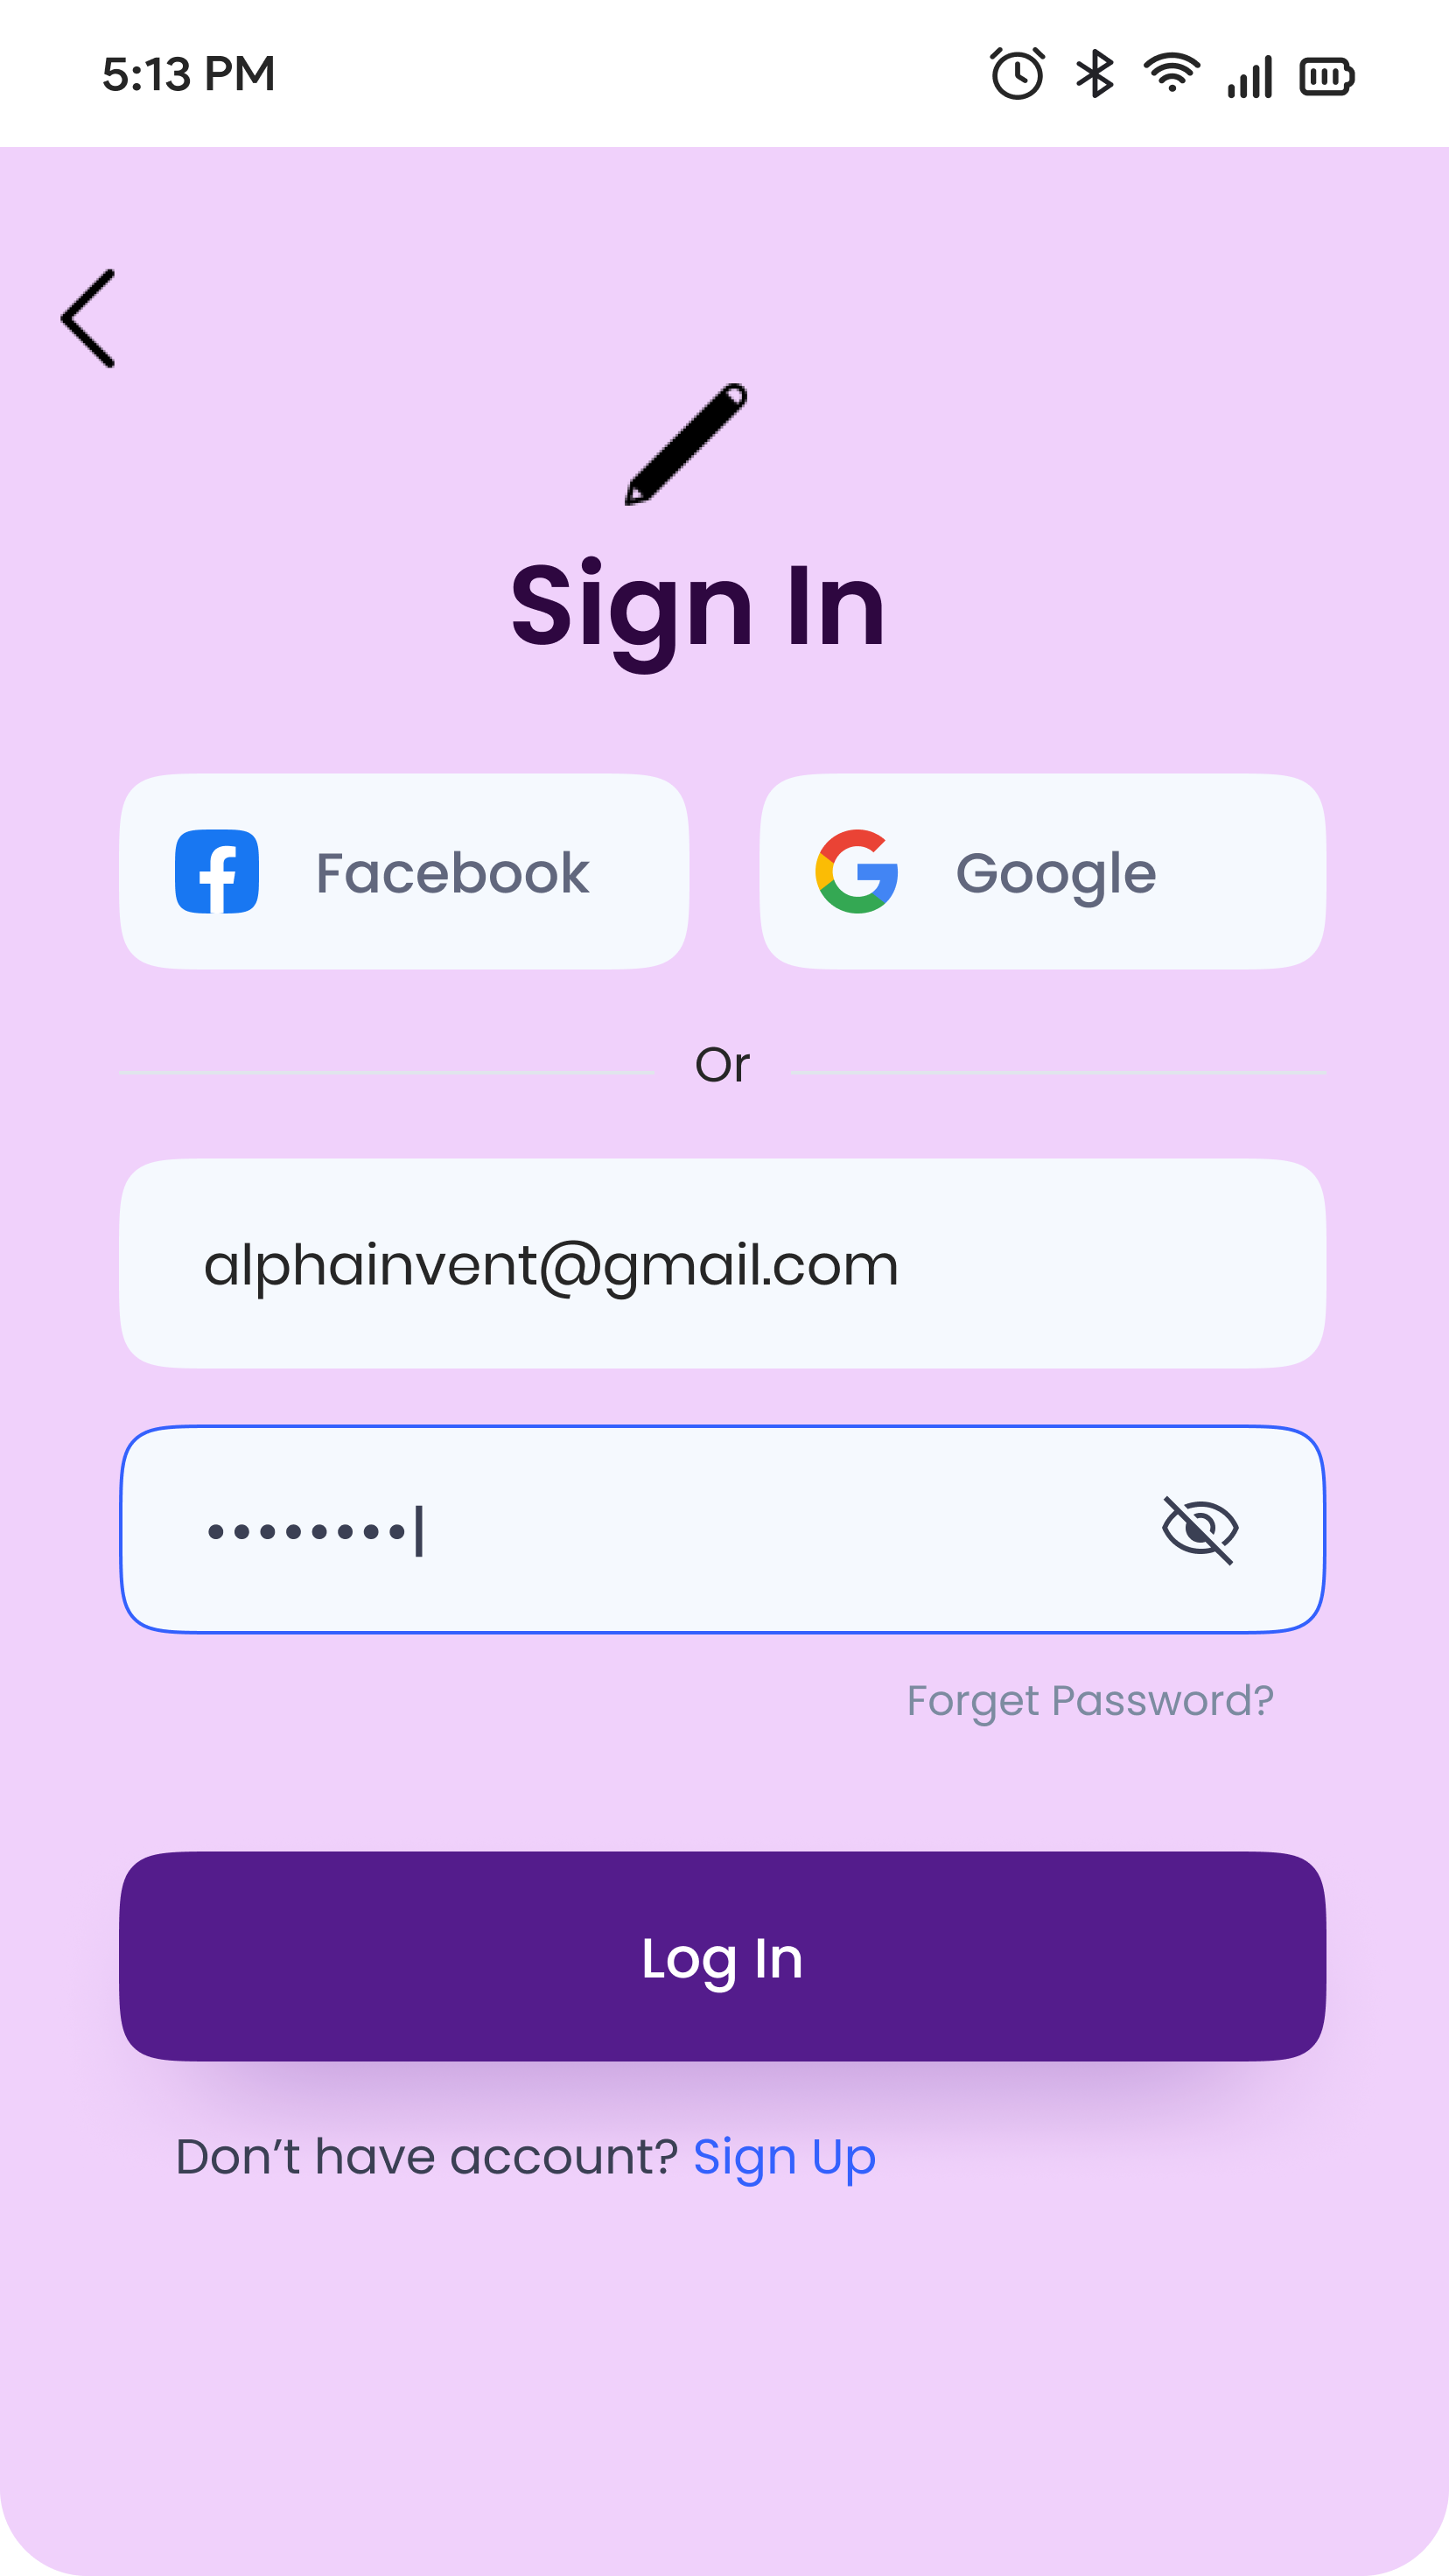 5:13 PM
Sign In
Facebook
Google
Or
alphainvent@gmail.com
••••••••
Forget Password?
Log In
Don’t have account? Sign Up